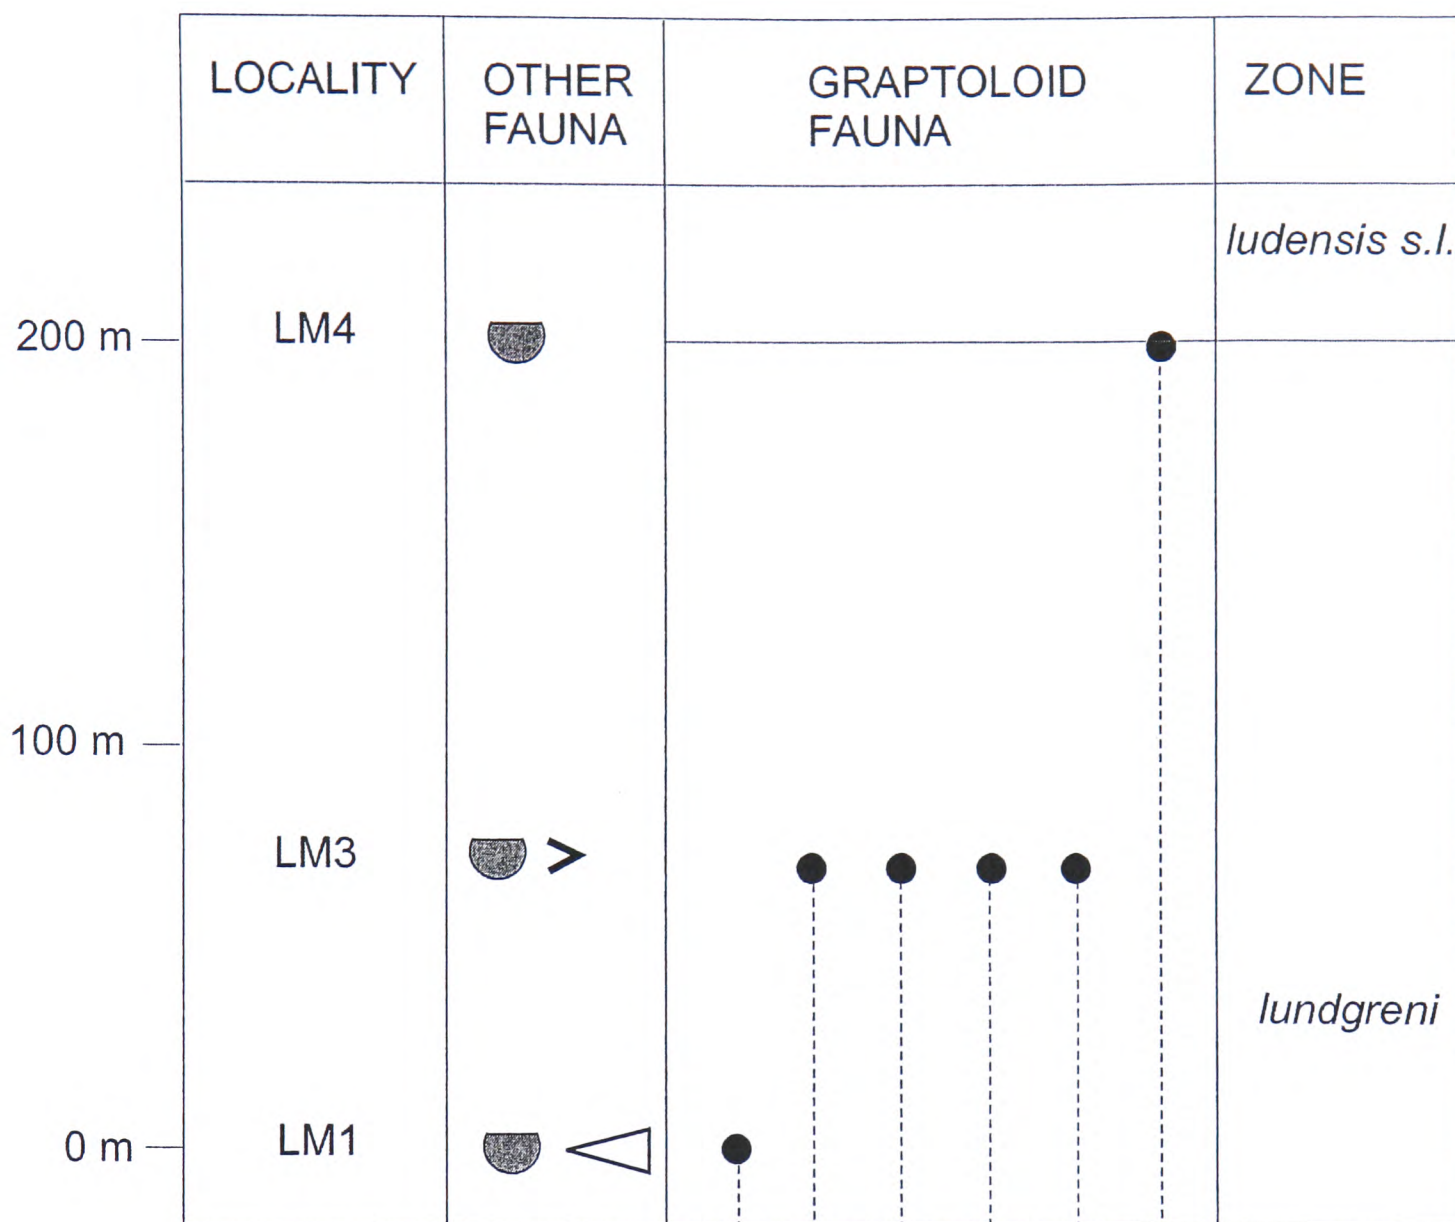 LOCALITY
OTHER
FAUNA
GRAPTOLOID
FAUNA
ZONE
ludensis s.l.
200 m
LM4
100 m
LM3
lundgreni
0 m
LM1